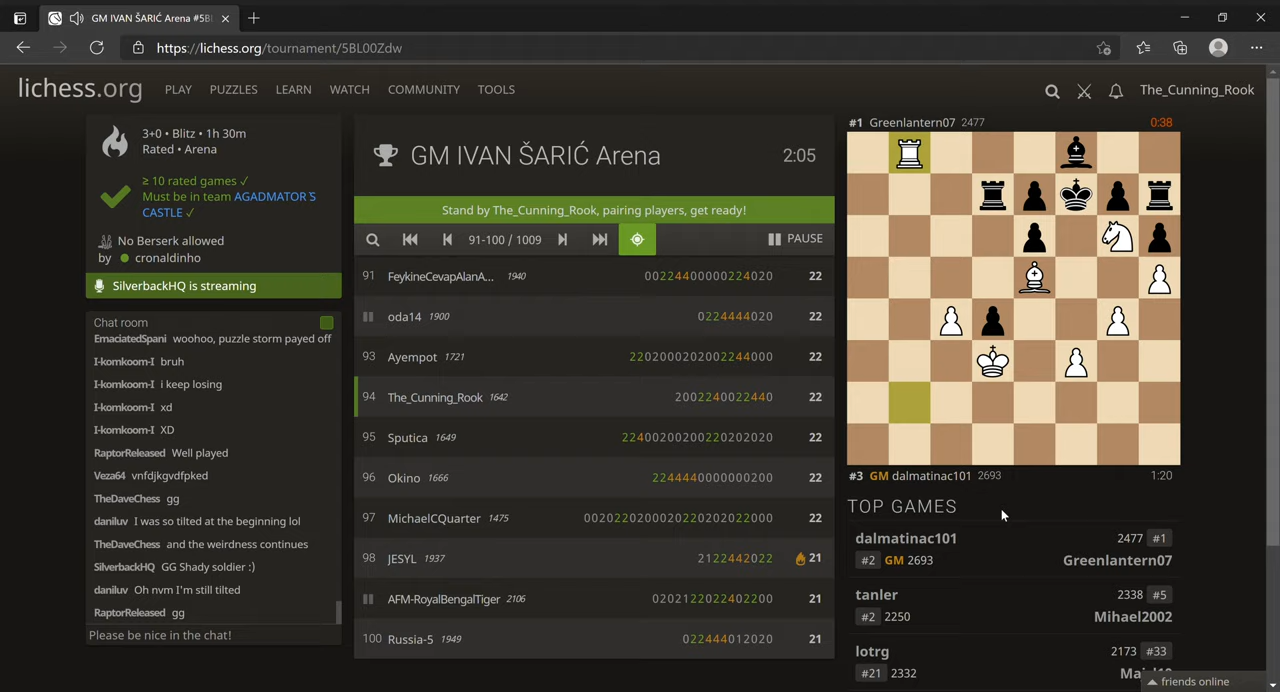 GM IVAN ŠARIĆ Arena #5BL
https://lichess.org/tournament/5BL00Zdw
lichess.org PLAY PUZZLES LEARN WATCH COMMUNITY TOOLS The_Cunning_Rook
3+0 • Blitz • 1h 30m
Rated • Arena
≥ 10 rated games ✓
Must be in team AGADMATOR`S
CASTLE ✓
No Berserk allowed
by cronaldinho
SilverbackHQ is streaming
Chat room
EmaciatedSpani woohoo, puzzle storm payed off
I-komkoom-I bruh
I-komkoom-I i keep losing
I-komkoom-I xd
I-komkoom-I XD
RaptorReleased Well played
Veza64 vnfdjkgvdfpked
TheDaveChess gg
daniluv I was so tilted at the beginning lol
TheDaveChess and the weirdness continues
SilverbackHQ GG Shady soldier :)
daniluv Oh nvm I'm still tilted
RaptorReleased gg
Please be nice in the chat!
GM IVAN ŠARIĆ Arena 2:05
Stand by The_Cunning_Rook, pairing players, get ready!
91-100 / 1009 PAUSE
91 FeykineCevapAlanA... 1940 00224400000224020 22
oda14 1900 0224444020 22
93 Ayempot 1721 2202000202002244000 22
94 The_Cunning_Rook 1642 2002240022440 22
95 Sputica 1649 224002002002202020​20 22
96 Okino 1666 2244440000000200 22
97 MichaelCQuarter 1475 00202202000202202020​22000 22
98 JESYL 1937 2122442022 21
AFM-RoyalBengalTiger 2106 0202122022402200 21
100 Russia-5 1949 022444012020 21
#1 Greenlantern07 2477 0:38
#3 GM dalmatinac101 2693 1:20
TOP GAMES
dalmatinac101 2477 #1
#2 GM 2693 Greenlantern07
tanler 2338 #5
#2 2250 Mihael2002
lotrg 2173 #33
#21 2332
friends online